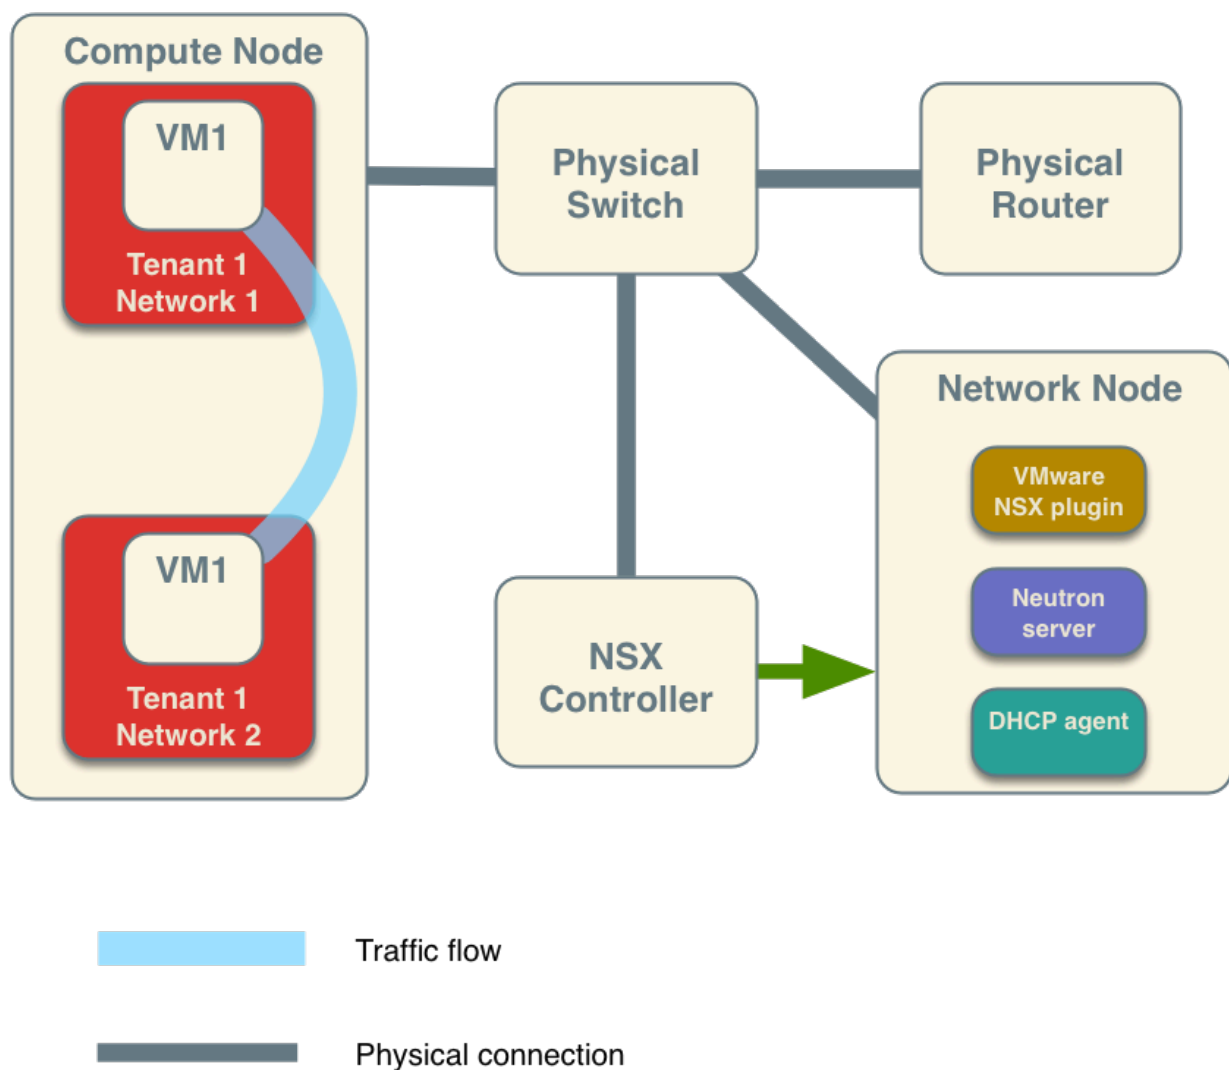 Compute Node
VM1
Tenant 1
Network 1
VM1
Tenant 1
Network 2
Physical
Switch
Physical
Router
NSX
Controller
Network Node
VMware
NSX plugin
Neutron
server
DHCP agent
Traffic flow
Physical connection